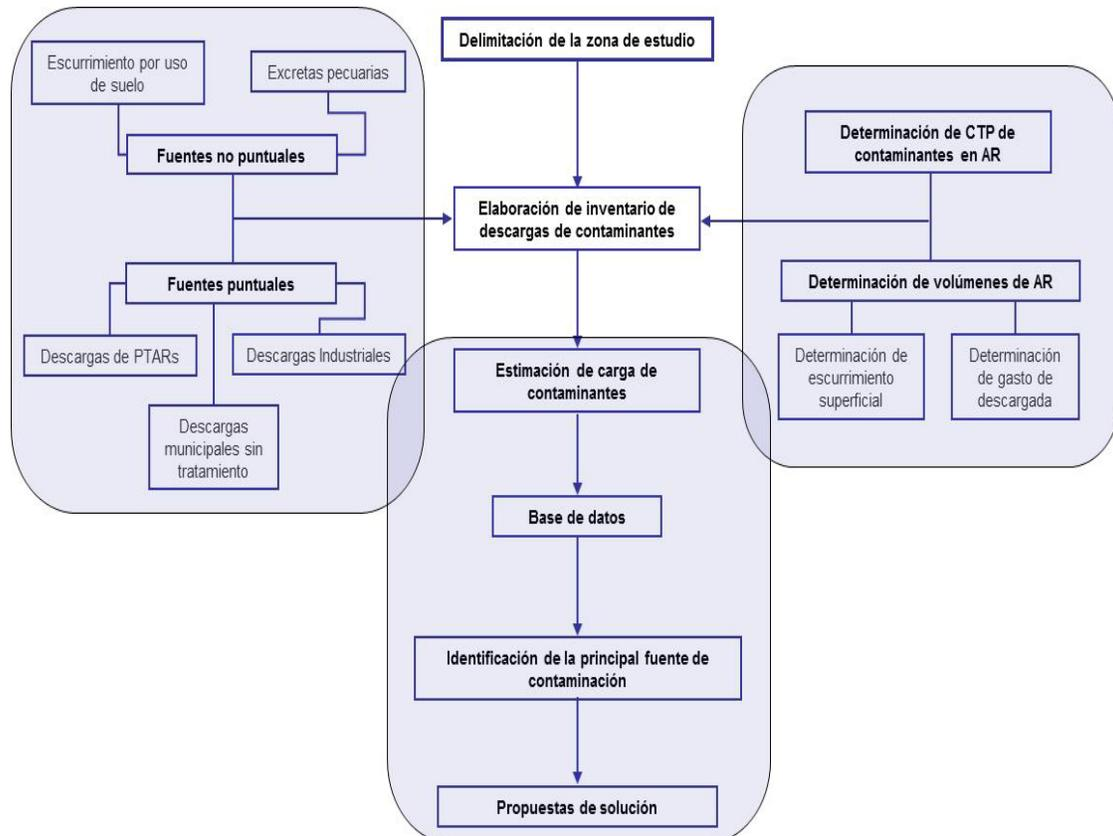 Delimitación de la zona de estudio
Escurrimiento por uso
de suelo
Excretas pecuarias
Fuentes no puntuales
Determinación de CTP de
contaminantes en AR
Elaboración de inventario de
descargas de contaminantes
Fuentes puntuales
Descargas de PTARs
Descargas Industriales
Descargas
municipales sin
tratamiento
Determinación de volúmenes de AR
Determinación de
escurrimiento
superficial
Determinación
de gasto de
descargada
Estimación de carga de
contaminantes
Base de datos
Identificación de la principal fuente de
contaminación
Propuestas de solución